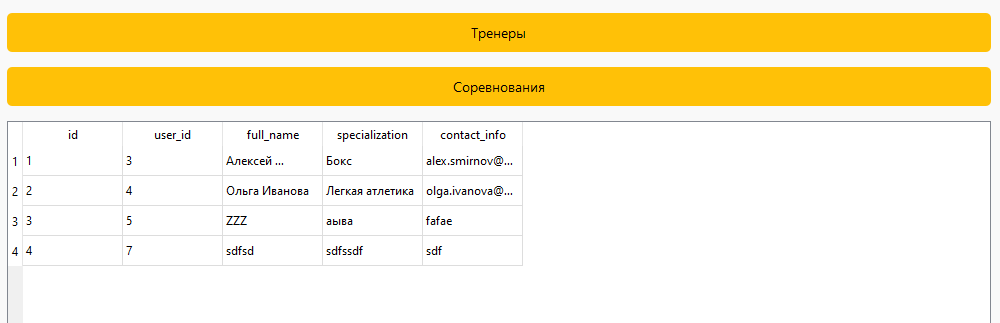 Тренеры
Соревнования
id user_id full_name specialization contact_info
1 1 3 Алексей ... Бокс alex.smirnov@...
2 2 4 Ольга Иванова Легкая атлетика olga.ivanova@...
3 3 5 ZZZ аыва fafae
4 4 7 sdfsd sdfssdf sdf